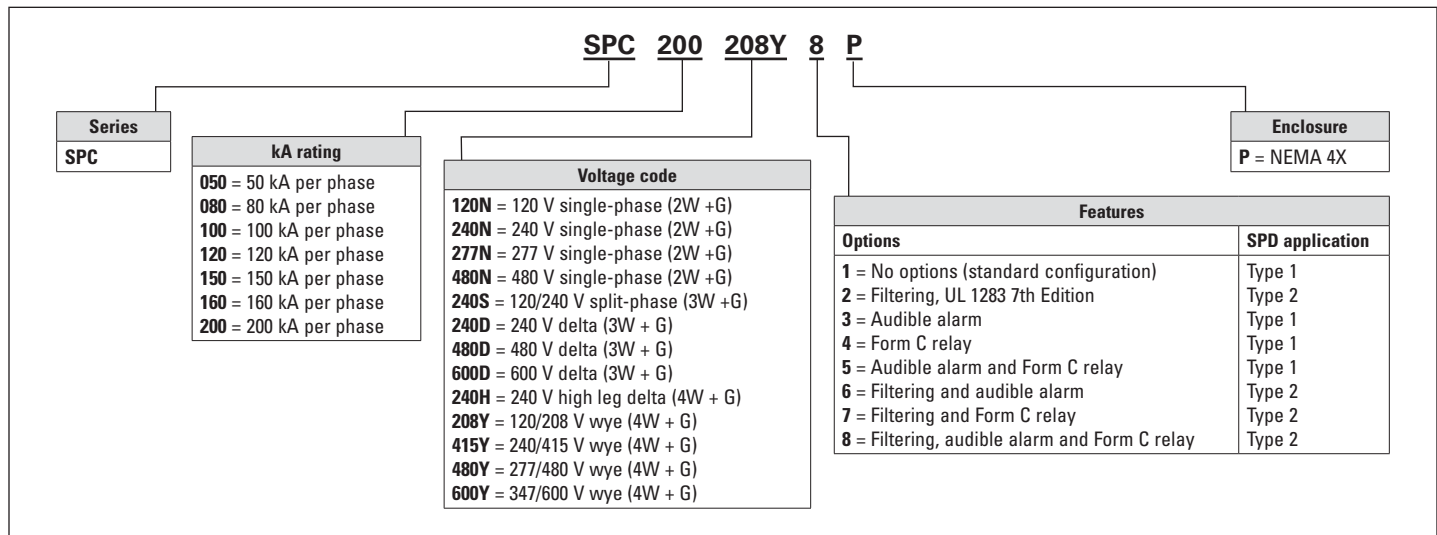 SPC 200 208Y 8 P
Series
SPC
kA rating
050 = 50 kA per phase
080 = 80 kA per phase
100 = 100 kA per phase
120 = 120 kA per phase
150 = 150 kA per phase
160 = 160 kA per phase
200 = 200 kA per phase
Voltage code
120N = 120 V single-phase (2W +G)
240N = 240 V single-phase (2W +G)
277N = 277 V single-phase (2W +G)
480N = 480 V single-phase (2W +G)
240S = 120/240 V split-phase (3W +G)
240D = 240 V delta (3W + G)
480D = 480 V delta (3W + G)
600D = 600 V delta (3W + G)
240H = 240 V high leg delta (4W + G)
208Y = 120/208 V wye (4W + G)
415Y = 240/415 V wye (4W + G)
480Y = 277/480 V wye (4W + G)
600Y = 347/600 V wye (4W + G)
Features
Options SPD application
1 = No options (standard configuration) Type 1
2 = Filtering, UL 1283 7th Edition Type 2
3 = Audible alarm Type 1
4 = Form C relay Type 1
5 = Audible alarm and Form C relay Type 1
6 = Filtering and audible alarm Type 2
7 = Filtering and Form C relay Type 2
8 = Filtering, audible alarm and Form C relay Type 2
Enclosure
P = NEMA 4X